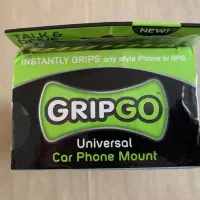 TALK &
NEW!
INSTANTLY GRIPS any style Phone or GPS
GRIPGO
Universal
Car Phone Mount